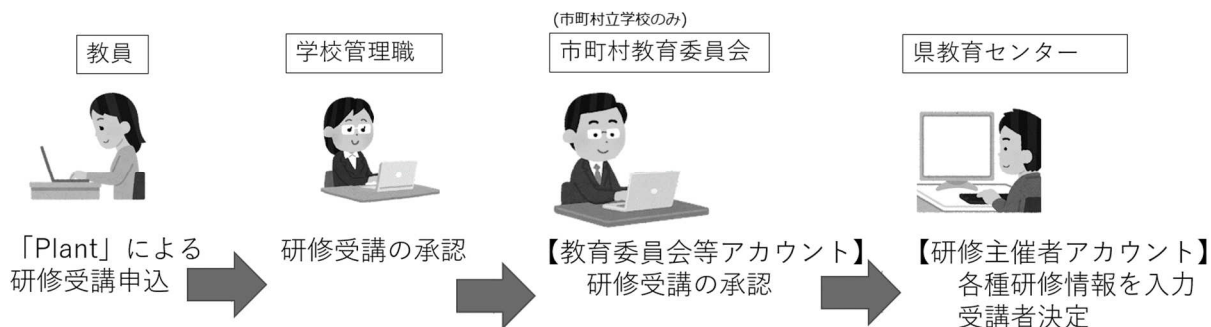 (市町村立学校のみ)
教員
学校管理職
市町村教育委員会
県教育センター
「Plant」による
研修受講申込
研修受講の承認
【教育委員会等アカウント】
研修受講の承認
【研修主催者アカウント】
各種研修情報を入力
受講者決定